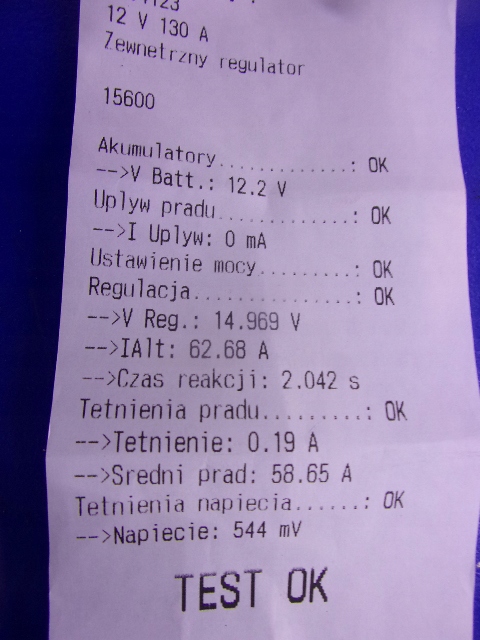 12 V 130 A
Zewnetrzny regulator
15600
Akumulatory.............: OK
-->V Batt.: 12.2 V
Uplyw pradu.............: OK
-->I Uplyw: 0 mA
Ustawienie mocy.........: OK
Regulacja...............: OK
-->V Reg.: 14.969 V
-->IAlt: 62.68 A
-->Czas reakcji: 2.042 s
Tetnienia pradu.........: OK
-->Tetnienie: 0.19 A
-->Sredni prad: 58.65 A
Tetnienia napiecia......: OK
-->Napiecie: 544 mV
TEST OK